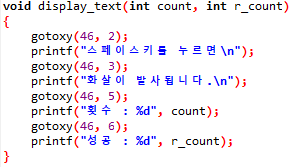 void display_text(int count, int r_count)
{
gotoxy(46, 2);
printf("스페이스키를 누르면\n");
gotoxy(46, 3);
printf("화살이 발사됩니다.\n");
gotoxy(46, 5);
printf("횟수 : %d", count);
gotoxy(46, 6);
printf("성공 : %d", r_count);
}